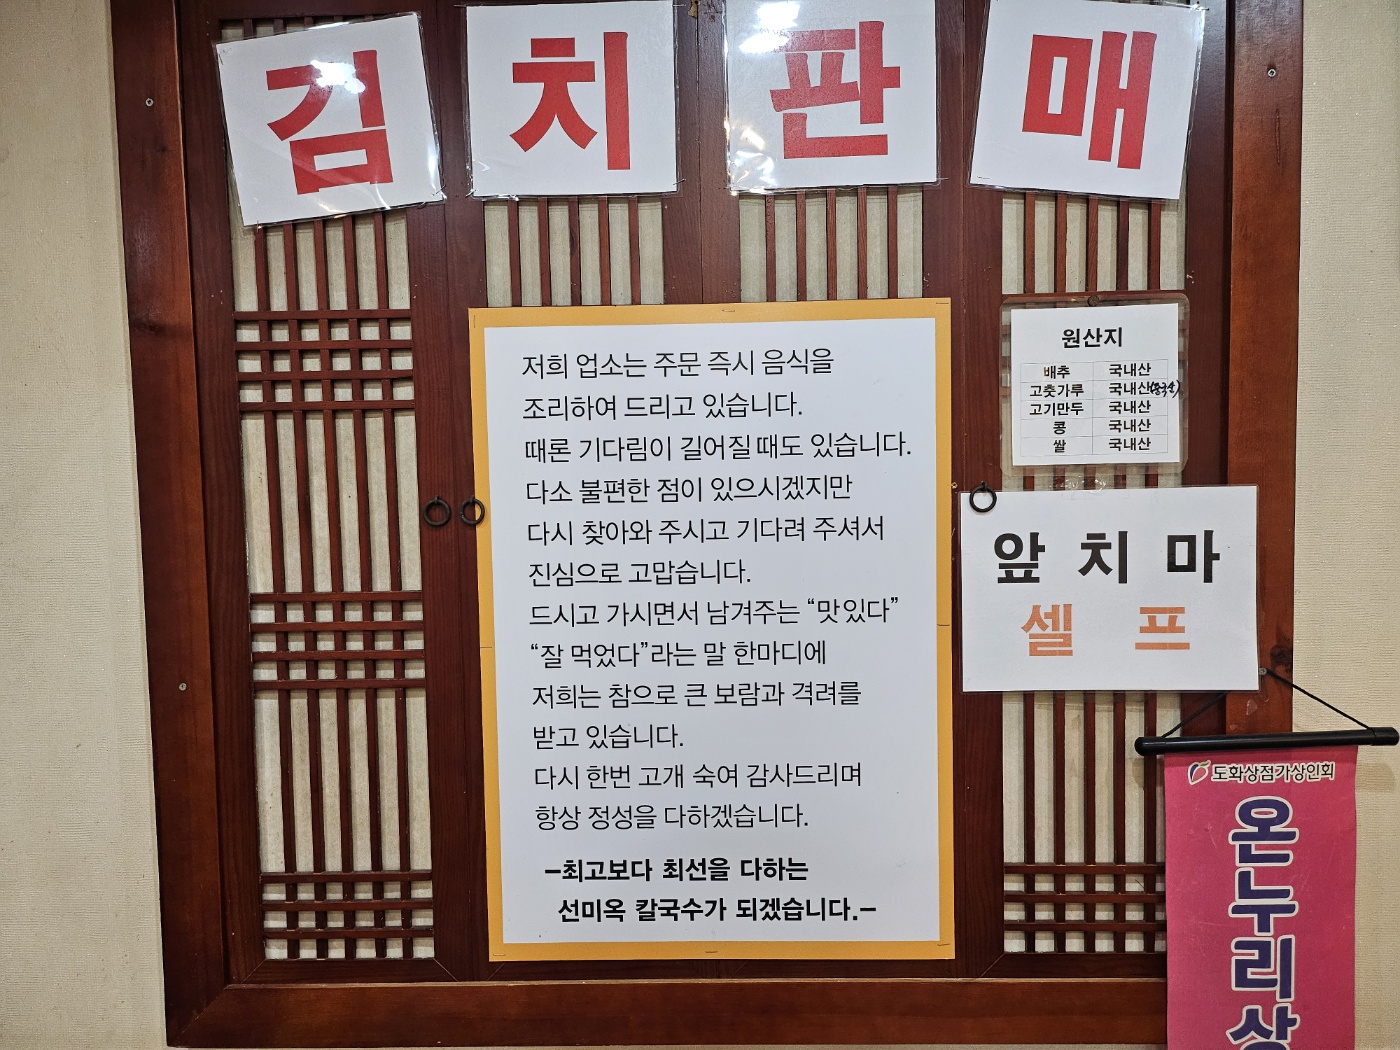 김치판매
저희 업소는 주문 즉시 음식을
조리하여 드리고 있습니다.
때론 기다림이 길어질 때도 있습니다.
다소 불편한 점이 있으시겠지만
다시 찾아와 주시고 기다려 주셔서
진심으로 고맙습니다.
드시고 가시면서 남겨주는 “맛있다”
“잘 먹었다”라는 말 한마디에
저희는 참으로 큰 보람과 격려를
받고 있습니다.
다시 한번 고개 숙여 감사드리며
항상 정성을 다하겠습니다.
-최고보다 최선을 다하는
선미옥 칼국수가 되겠습니다.-
원산지
배추 국내산
고춧가루 국내산(중국산)
고기만두 국내산
콩 국내산
쌀 국내산
앞치마
셀프
도화상점가상인회
온누리상